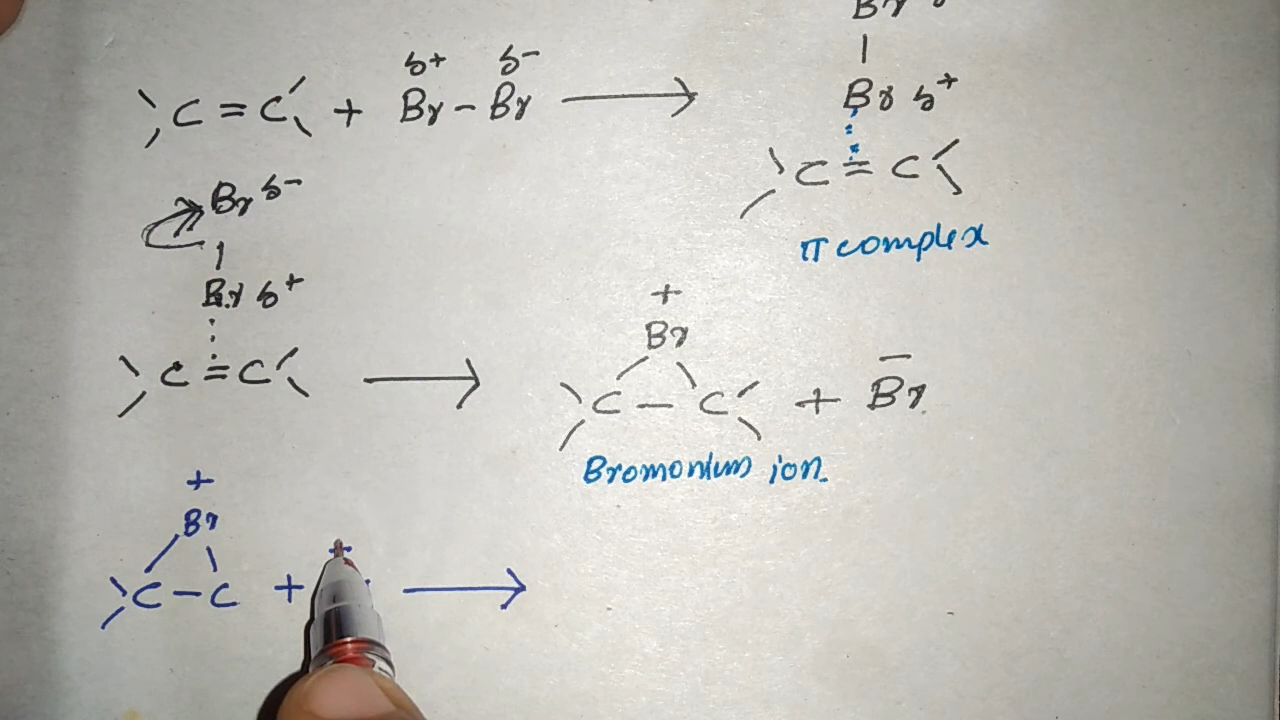 Br δ-
δ+ δ-
C = C + Br - Br ⟶
Br δ+
C = C
π complex
Br δ-
Br δ+
C = C ⟶
+
Br
C - C + B̄r
Bromonium ion.
+
Br
C - C + ⟶